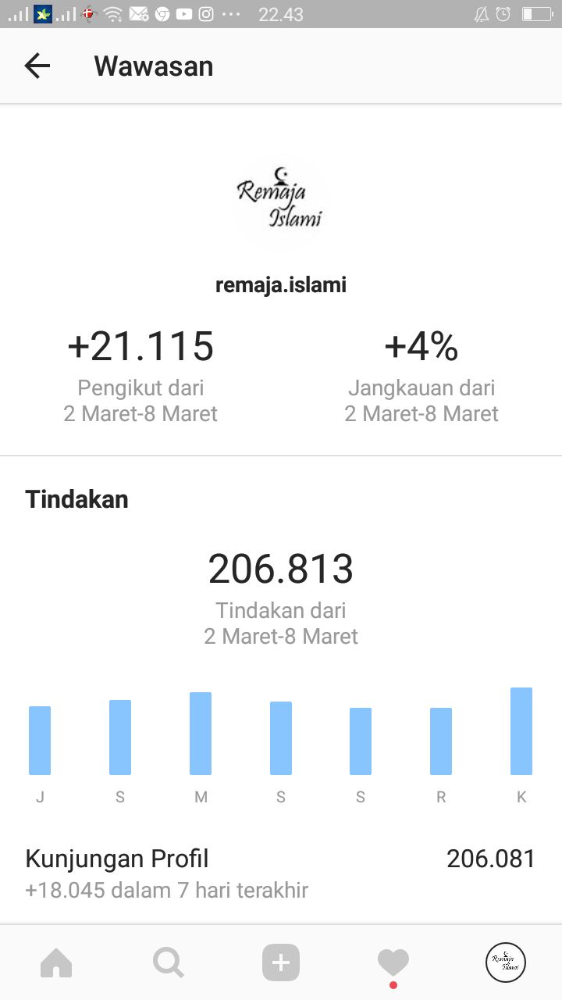 22.43
Wawasan
Remaja
Islami
remaja.islami
+21.115 +4%
Pengikut dari Jangkauan dari
2 Maret-8 Maret 2 Maret-8 Maret
Tindakan
206.813
Tindakan dari
2 Maret-8 Maret
J S M S S R K
Kunjungan Profil 206.081
+18.045 dalam 7 hari terakhir
Remaja
Islami